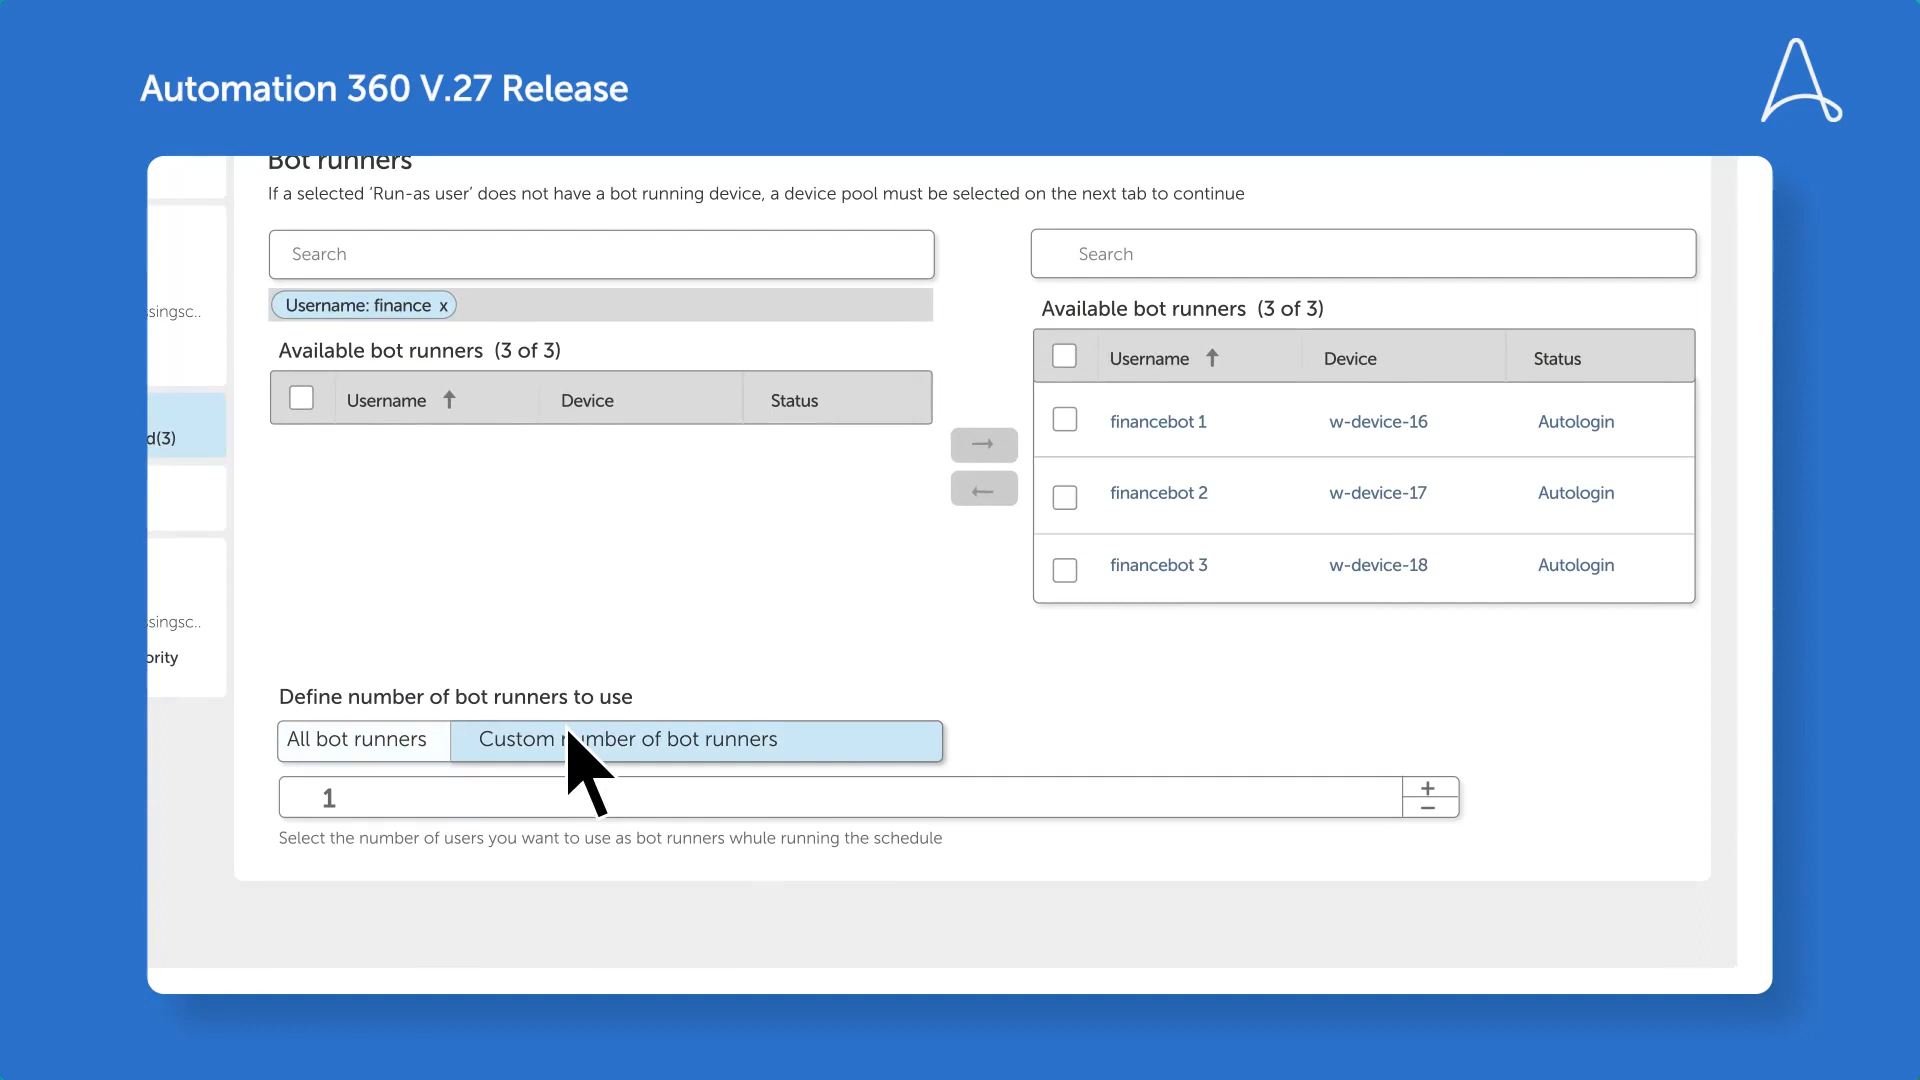 Automation 360 V.27 Release
Bot runners
If a selected ‘Run-as user’ does not have a bot running device, a device pool must be selected on the next tab to continue
Search
Username: finance x
Available bot runners (3 of 3)
Username Device Status
Search
Available bot runners (3 of 3)
Username Device Status
financebot 1 w-device-16 Autologin
financebot 2 w-device-17 Autologin
financebot 3 w-device-18 Autologin
singsc..
d(3)
singsc..
ority
Define number of bot runners to use
All bot runners Custom number of bot runners
1 + −
Select the number of users you want to use as bot runners whule running the schedule